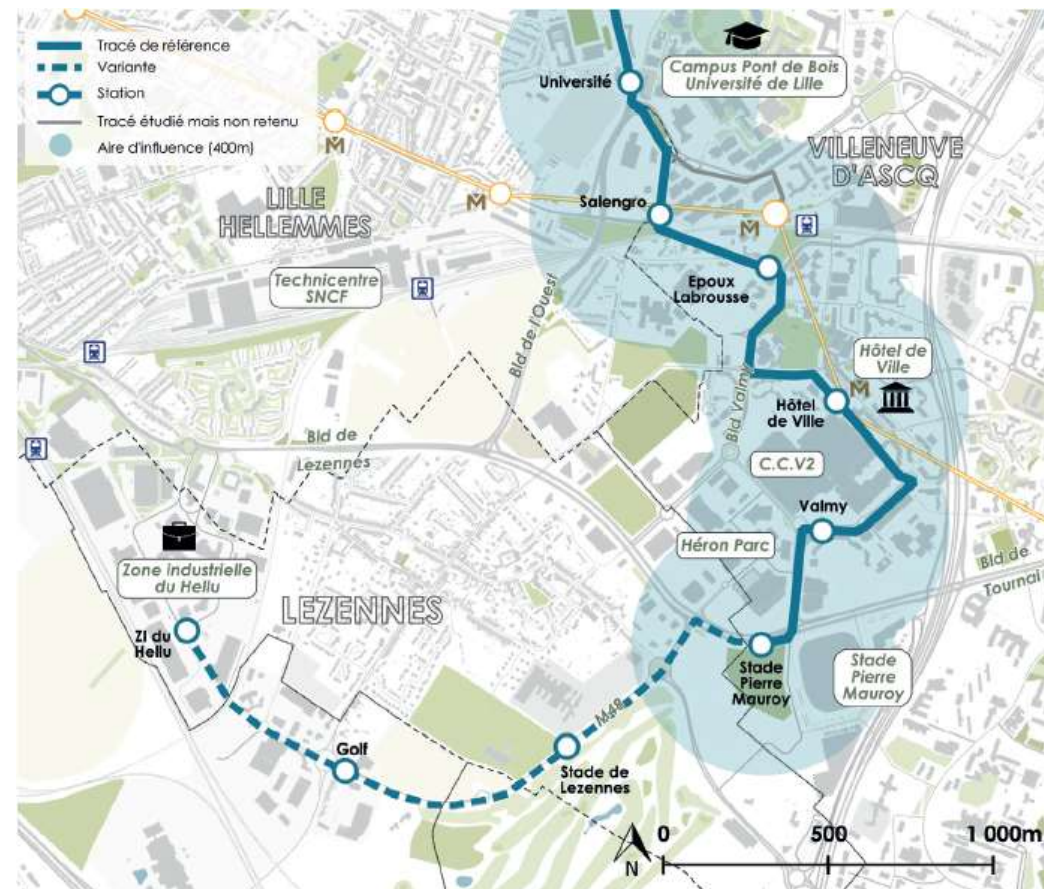 Tracé de référence
Variante
Station
Tracé étudié mais non retenu
Aire d'influence (400m)
Université
Campus Pont de Bois
Université de Lille
VILLENEUVE
D'ASCQ
LILLE
HELLEMMES
M
M
Salengro
M
Technicentre
SNCF
Epoux
Labrousse
Bld de l'Ouest
Hôtel de
Ville
M
Bld Valmy
Hôtel
de Ville
Bld de
Lezennes
C.C.V2
Valmy
Héron Parc
Zone industrielle
du Hellu
Bld de
Tournai
LEZENNES
ZI du
Hellu
Stade
Pierre
Mauroy
Stade
Pierre
Mauroy
M48
Golf
Stade de
Lezennes
N
0 500 1 000m